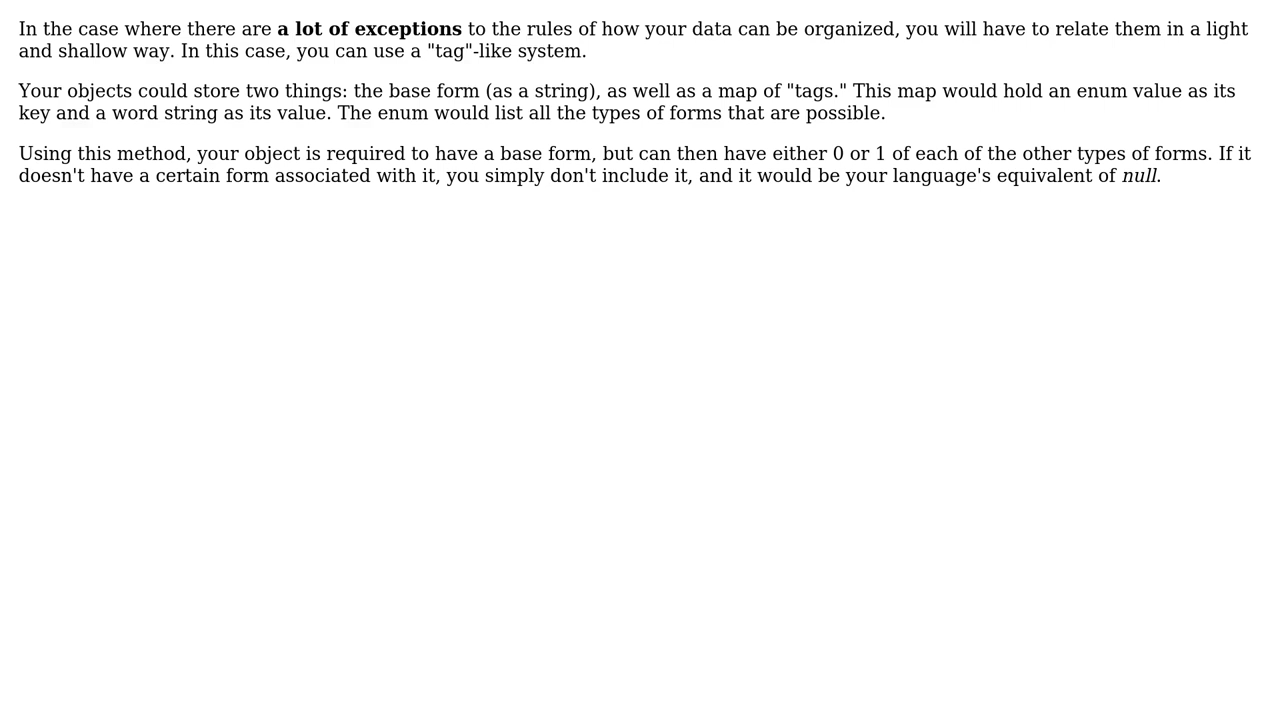 In the case where there are a lot of exceptions to the rules of how your data can be organized, you will have to relate them in a light
and shallow way. In this case, you can use a "tag"-like system.
Your objects could store two things: the base form (as a string), as well as a map of "tags." This map would hold an enum value as its
key and a word string as its value. The enum would list all the types of forms that are possible.
Using this method, your object is required to have a base form, but can then have either 0 or 1 of each of the other types of forms. If it
doesn't have a certain form associated with it, you simply don't include it, and it would be your language's equivalent of null.